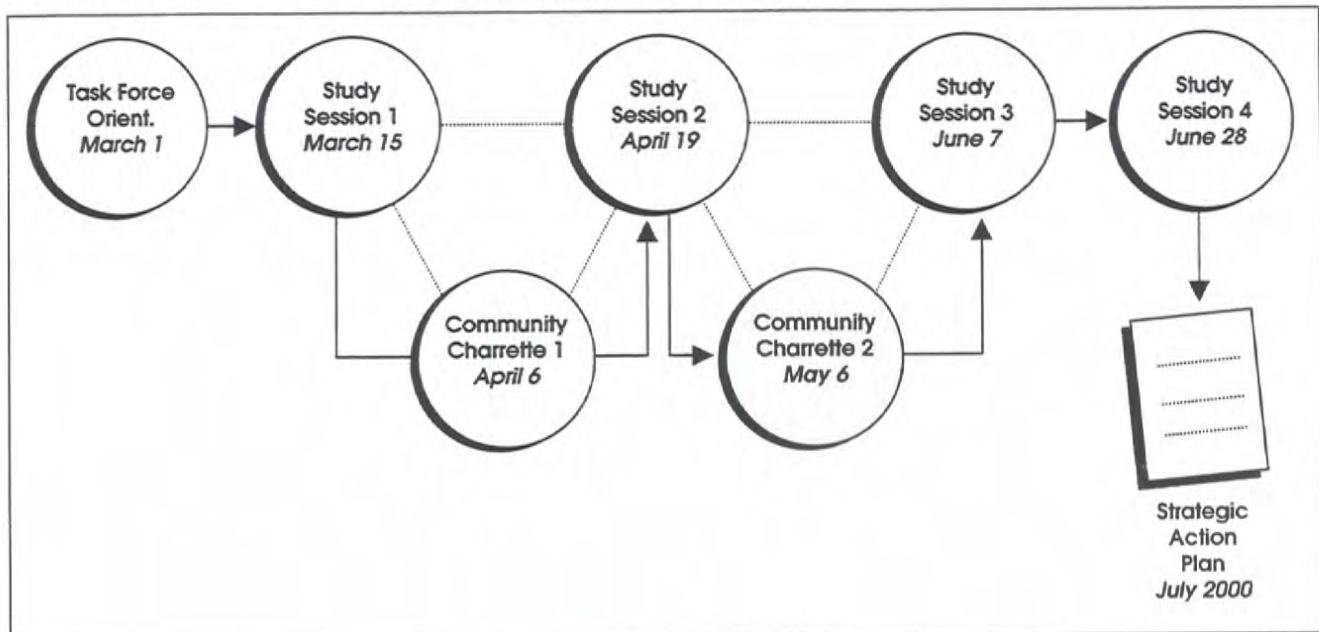 Task Force
Orient.
March 1
Study
Session 1
March 15
Study
Session 2
April 19
Study
Session 3
June 7
Study
Session 4
June 28
Community
Charrette 1
April 6
Community
Charrette 2
May 6
Strategic
Action
Plan
July 2000